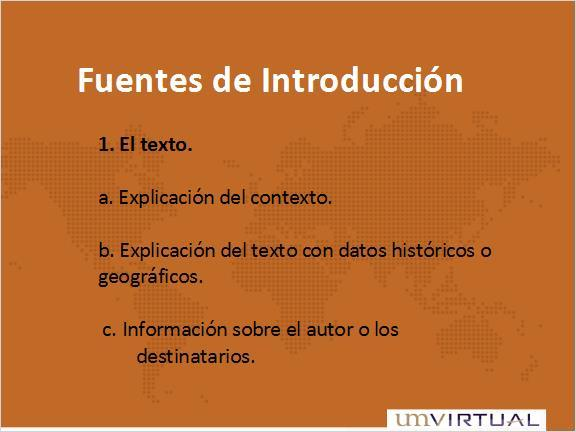 Fuentes de Introducción
1. El texto.
a. Explicación del contexto.
b. Explicación del texto con datos históricos o
geográficos.
c. Información sobre el autor o los
destinatarios.
UMVIRTUAL